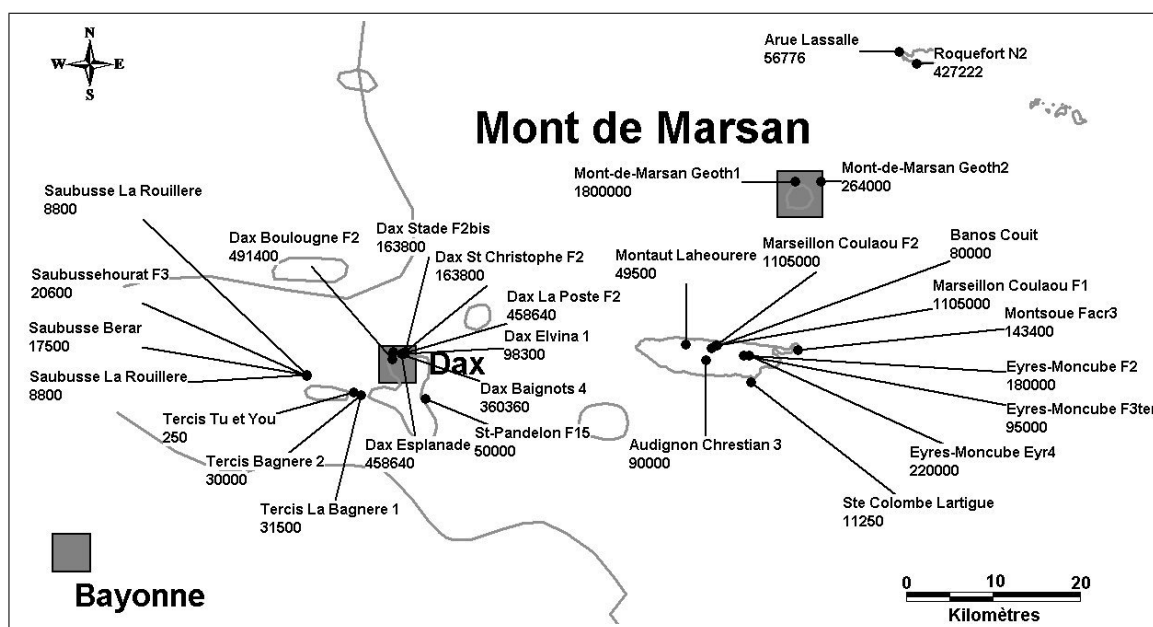 N
W E
S
Arue Lassalle
56776
Roquefort N2
427222
Mont de Marsan
Mont-de-Marsan Geoth1
1800000
Mont-de-Marsan Geoth2
264000
Saubusse La Rouillere
8800
Dax Boulougne F2
491400
Dax Stade F2bis
163800
Dax St Christophe F2
163800
Montaut Laheourere
49500
Marseillon Coulaou F2
1105000
Banos Couit
80000
Saubussehourat F3
20600
Dax La Poste F2
458640
Marseillon Coulaou F1
1105000
Montsoue Facr3
143400
Saubusse Berar
17500
Dax Elvina 1
98300
Dax
Saubusse La Rouillere
8800
Dax Baignots 4
360360
Eyres-Moncube F2
180000
Tercis Tu et You
250
St-Pandelon F15
50000
Eyres-Moncube F3ter
95000
Tercis Bagnere 2
30000
Dax Esplanade
458640
Audignon Chrestian 3
90000
Eyres-Moncube Eyr4
220000
Tercis La Bagnere 1
31500
Ste Colombe Lartigue
11250
Bayonne
0 10 20
Kilomètres